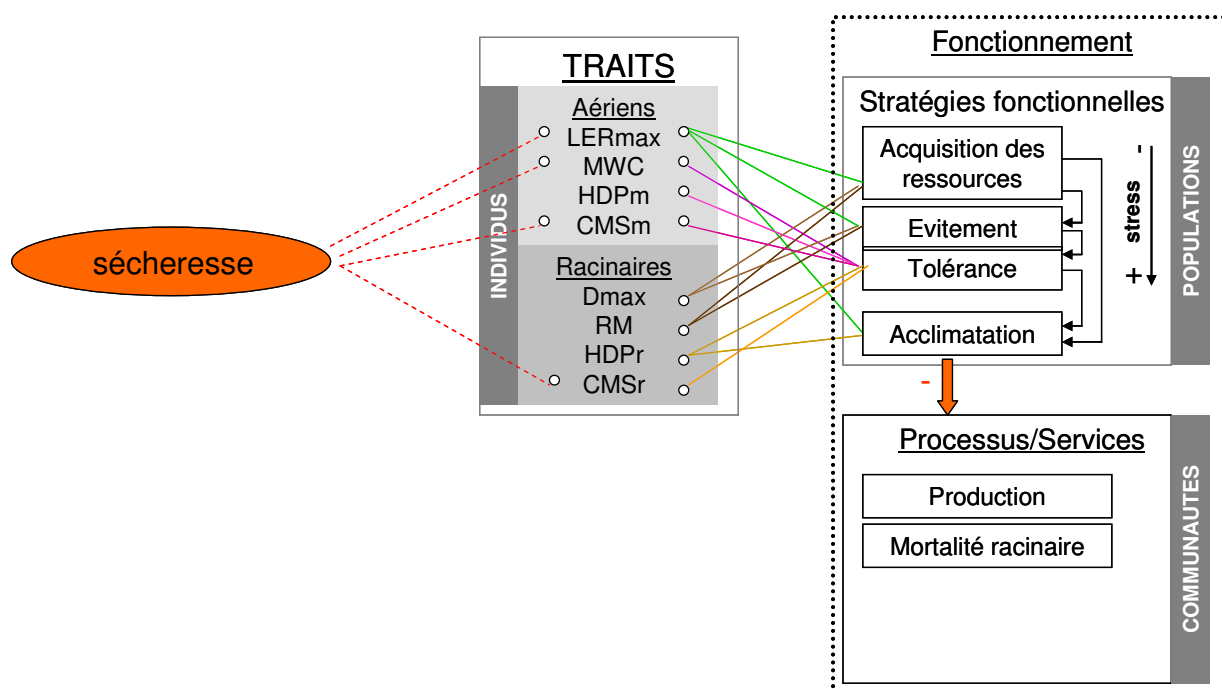 sécheresse
TRAITS
INDIVIDUS
Aériens
LERmax
MWC
HDPm
CMSm
Racinaires
Dmax
RM
HDPr
CMSr
Fonctionnement
Stratégies fonctionnelles
Acquisition des
ressources
Evitement
Tolérance
Acclimatation
-
stress
+
POPULATIONS
-
Processus/Services
Production
Mortalité racinaire
COMMUNAUTES